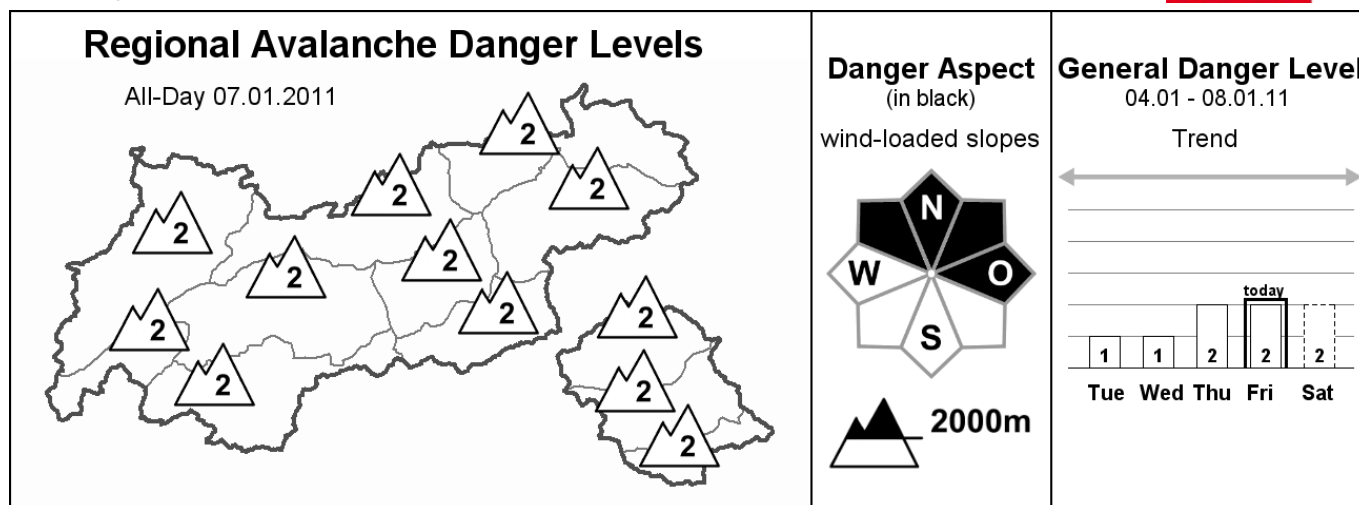 Regional Avalanche Danger Levels
All-Day 07.01.2011
2
2
2
2
2
2
2
2
2
2
2
2
2
Danger Aspect
(in black)
wind-loaded slopes
N
W
O
S
2000m
General Danger Level
04.01 - 08.01.11
Trend
today
1
1
2
2
2
Tue Wed Thu Fri Sat